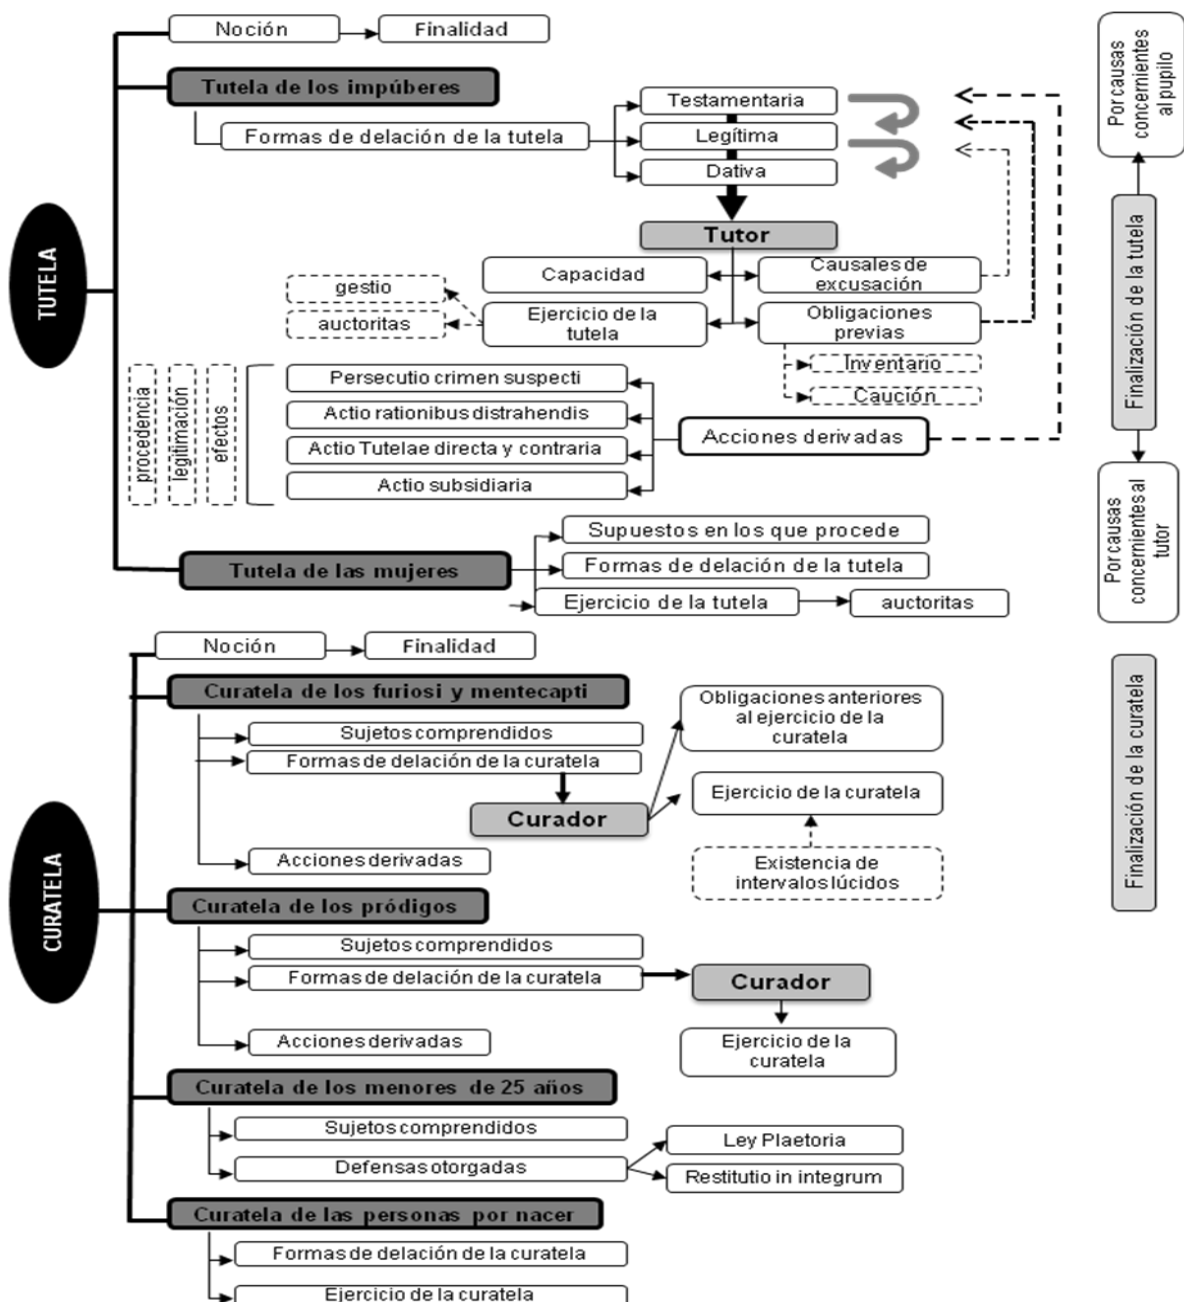 TUTELA
Noción
Finalidad
Tutela de los impúberes
Formas de delación de la tutela
Testamentaria
Legítima
Dativa
Tutor
Capacidad
Causales de
excusación
gestio
auctoritas
Ejercicio de la
tutela
Obligaciones
previas
Inventario
Caución
procedencia
legitimación
efectos
Persecutio crimen suspecti
Actio rationibus distrahendis
Actio Tutelae directa y contraria
Actio subsidiaria
Acciones derivadas
Tutela de las mujeres
Supuestos en los que procede
Formas de delación de la tutela
Ejercicio de la tutela
auctoritas
Por causas
concernientes
al pupilo
Finalización de la tutela
Por causas
concernientes al
tutor
CURATELA
Noción
Finalidad
Curatela de los furiosi y mentecapti
Sujetos comprendidos
Formas de delación de la curatela
Curador
Obligaciones anteriores
al ejercicio de la
curatela
Ejercicio de la curatela
Existencia de
intervalos lúcidos
Acciones derivadas
Curatela de los pródigos
Sujetos comprendidos
Formas de delación de la curatela
Curador
Ejercicio de la
curatela
Acciones derivadas
Curatela de los menores de 25 años
Sujetos comprendidos
Defensas otorgadas
Ley Plaetoria
Restitutio in integrum
Curatela de las personas por nacer
Formas de delación de la curatela
Ejercicio de la curatela
Finalización de la curatela